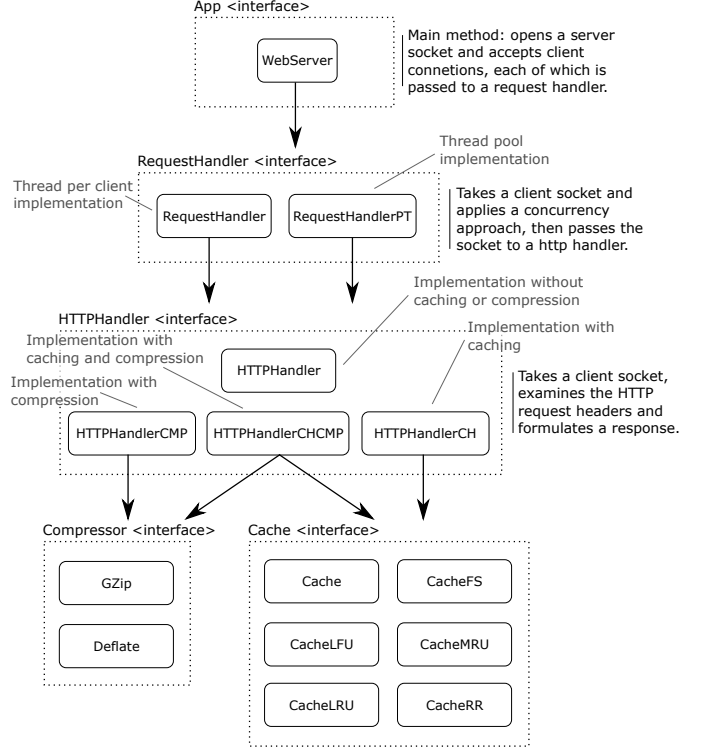 App <interface>
WebServer
Main method: opens a server
socket and accepts client
connetions, each of which is
passed to a request handler.
RequestHandler <interface>
Thread pool
implementation
Thread per client
implementation
RequestHandler
RequestHandlerPT
Takes a client socket and
applies a concurrency
approach, then passes the
socket to a http handler.
Implementation without
caching or compression
HTTPHandler <interface>
Implementation with
caching
Implementation with
caching and compression
HTTPHandler
Implementation with
compression
Takes a client socket,
examines the HTTP
request headers and
formulates a response.
HTTPHandlerCMP
HTTPHandlerCHCMP
HTTPHandlerCH
Compressor <interface>
Cache <interface>
GZip
Cache
CacheFS
Deflate
CacheLFU
CacheMRU
CacheLRU
CacheRR